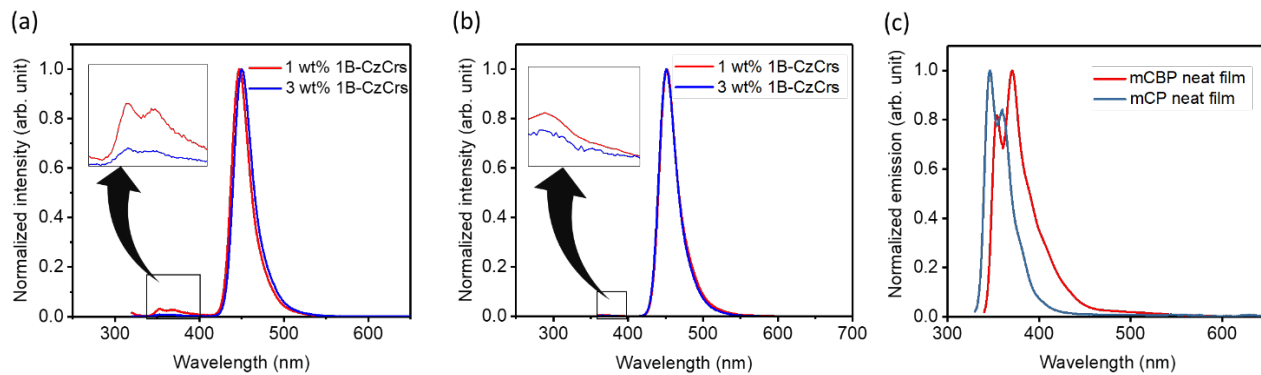 (a)
Normalized intensity (arb. unit)
1.0
0.8
0.6
0.4
0.2
0.0
1 wt% 1B-CzCrs
3 wt% 1B-CzCrs
300
400
500
600
Wavelength (nm)
(b)
Normalized intensity (arb. unit)
1.0
0.8
0.6
0.4
0.2
0.0
1 wt% 1B-CzCrs
3 wt% 1B-CzCrs
300
400
500
600
700
Wavelength (nm)
(c)
Normalized emission (arb. unit)
1.0
0.8
0.6
0.4
0.2
0.0
mCBP neat film
mCP neat film
300
400
500
600
Wavelength (nm)